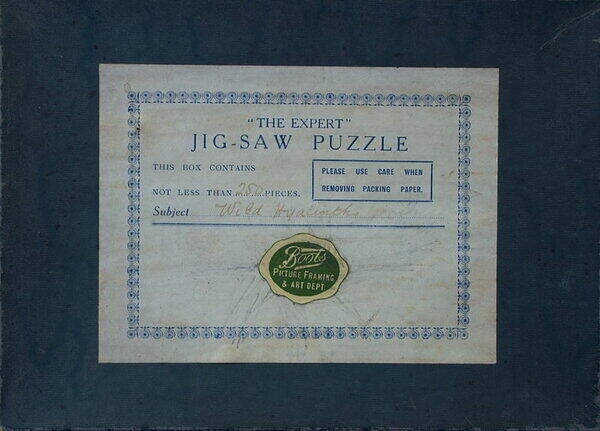 "THE EXPERT"
JIG-SAW PUZZLE
THIS BOX CONTAINS
NOT LESS THAN 250 PIECES.
PLEASE USE CARE WHEN
REMOVING PACKING PAPER.
Subject Wild Hyacinths
Boots
PICTURE FRAMING
& ART DEPT